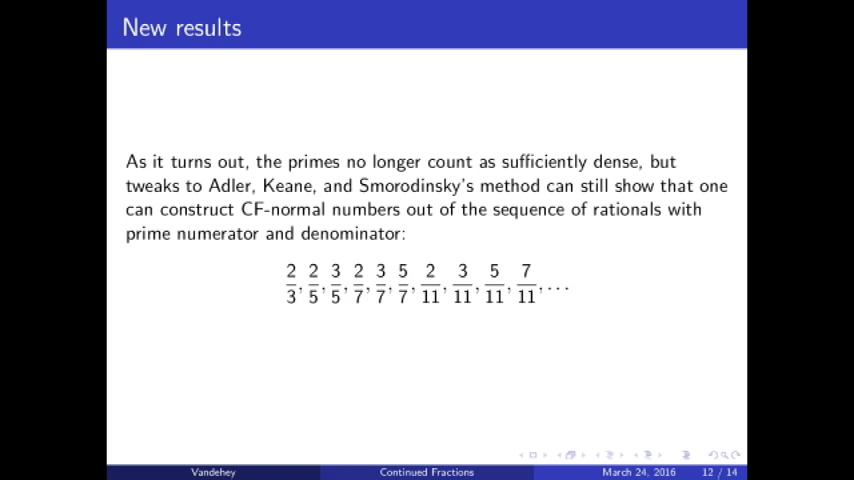 New results
As it turns out, the primes no longer count as sufficiently dense, but
tweaks to Adler, Keane, and Smorodinsky's method can still show that one
can construct CF-normal numbers out of the sequence of rationals with
prime numerator and denominator:
2/3, 2/5, 3/5, 2/7, 3/7, 5/7, 2/11, 3/11, 5/11, 7/11, ...
Vandehey Continued Fractions March 24, 2016 12 / 14